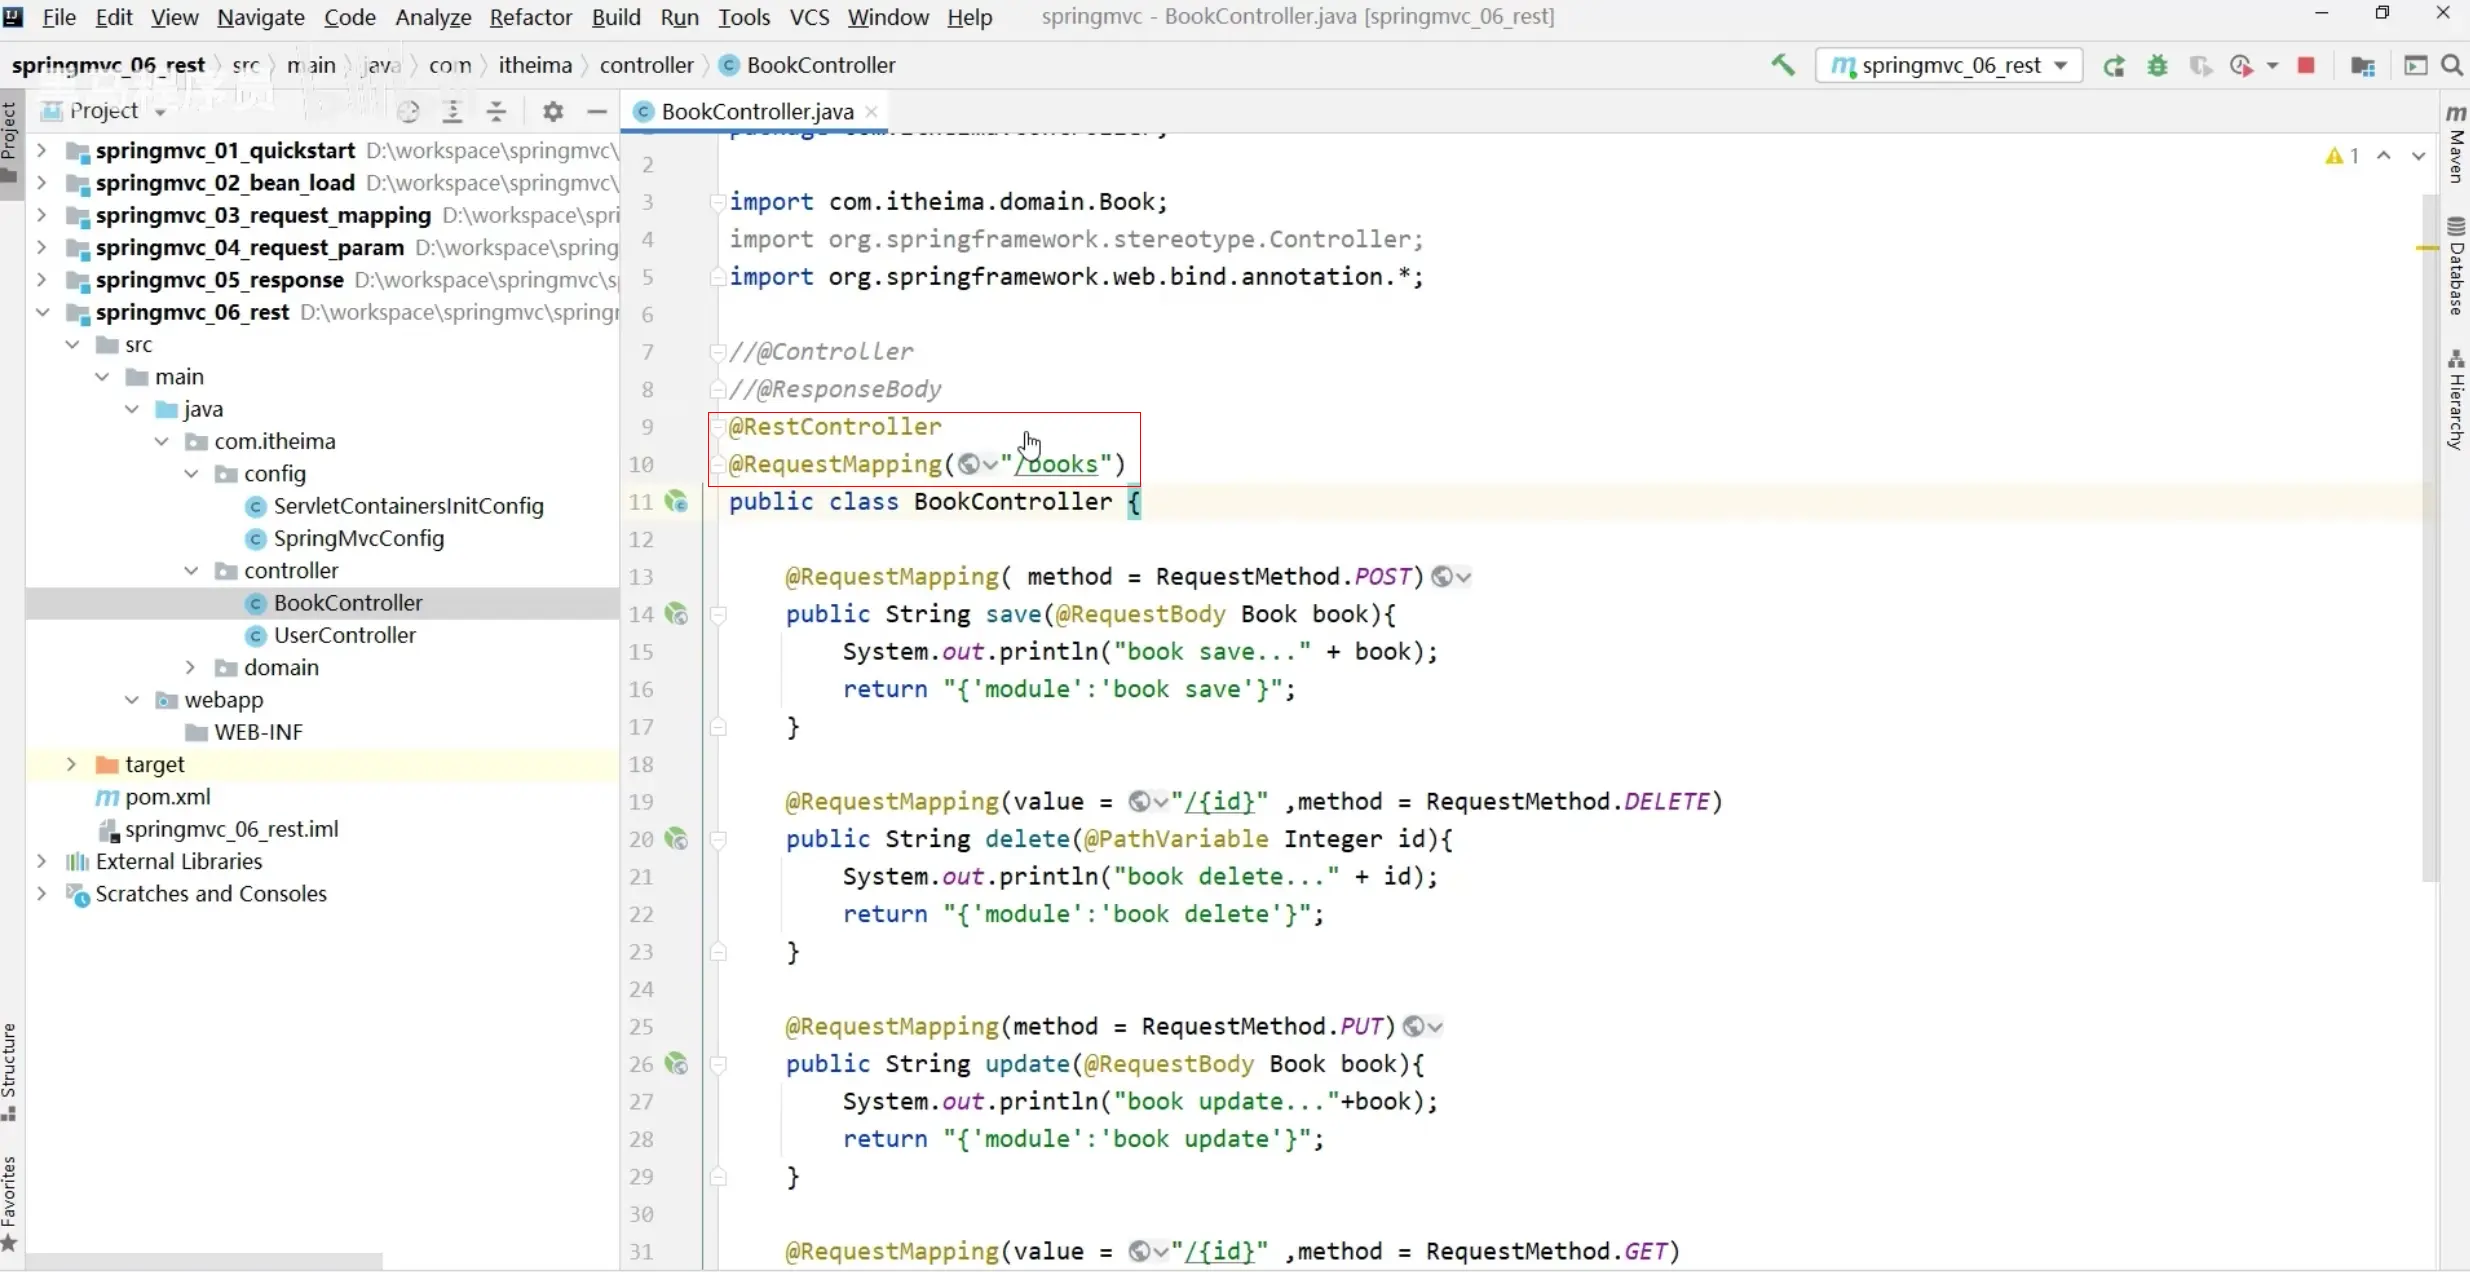 File Edit View Navigate Code Analyze Refactor Build Run Tools VCS Window Help springmvc - BookController.java [springmvc_06_rest]
springmvc_06_rest src main java com itheima controller BookController springmvc_06_rest
Project
BookController.java
Project
Structure
Favorites
springmvc_01_quickstart D:\workspace\springmvc\
springmvc_02_bean_load D:\workspace\springmvc\
springmvc_03_request_mapping D:\workspace\spri
springmvc_04_request_param D:\workspace\spring
springmvc_05_response D:\workspace\springmvc\s
springmvc_06_rest D:\workspace\springmvc\spring
src
main
java
com.itheima
config
ServletContainersInitConfig
SpringMvcConfig
controller
BookController
UserController
domain
webapp
WEB-INF
target
pom.xml
springmvc_06_rest.iml
External Libraries
Scratches and Consoles
1
2
3 import com.itheima.domain.Book;
4 import org.springframework.stereotype.Controller;
5 import org.springframework.web.bind.annotation.*;
6
7 //@Controller
8 //@ResponseBody
9 @RestController
10 @RequestMapping("/books")
11 public class BookController {
12
13 @RequestMapping( method = RequestMethod.POST)
14 public String save(@RequestBody Book book){
15 System.out.println("book save..." + book);
16 return "{'module':'book save'}";
17 }
18
19 @RequestMapping(value = "/{id}" ,method = RequestMethod.DELETE)
20 public String delete(@PathVariable Integer id){
21 System.out.println("book delete..." + id);
22 return "{'module':'book delete'}";
23 }
24
25 @RequestMapping(method = RequestMethod.PUT)
26 public String update(@RequestBody Book book){
27 System.out.println("book update..."+book);
28 return "{'module':'book update'}";
29 }
30
31 @RequestMapping(value = "/{id}" ,method = RequestMethod.GET)
Maven
Database
Hierarchy